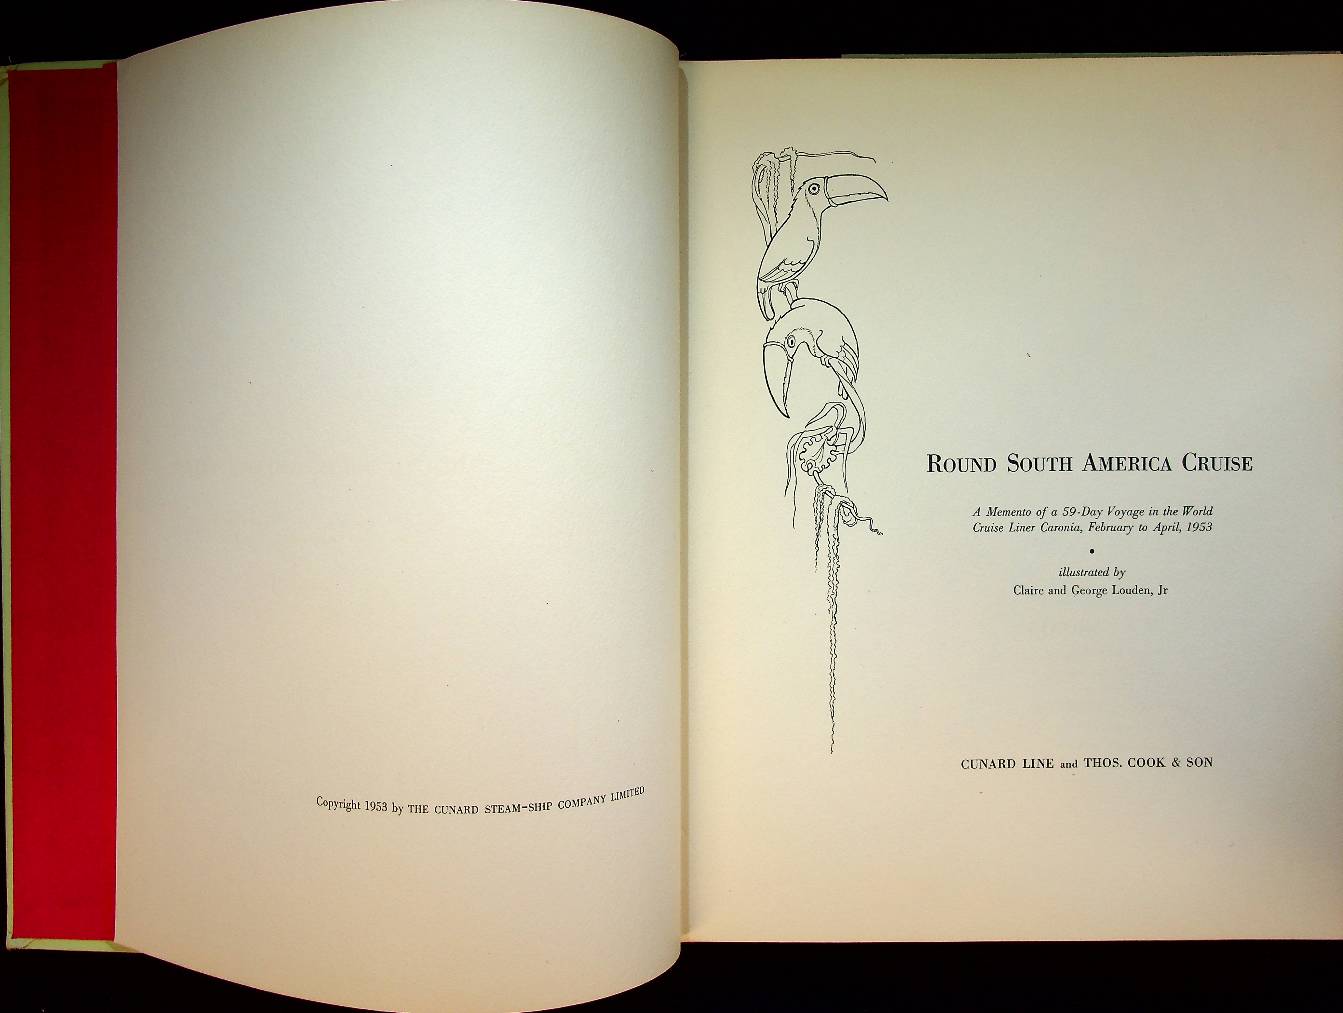 Copyright 1953 by THE CUNARD STEAM-SHIP COMPANY LIMITED
ROUND SOUTH AMERICA CRUISE
A Memento of a 59-Day Voyage in the World
Cruise Liner Caronia, February to April, 1953
•
illustrated by
Claire and George Louden, Jr
CUNARD LINE and THOS. COOK & SON